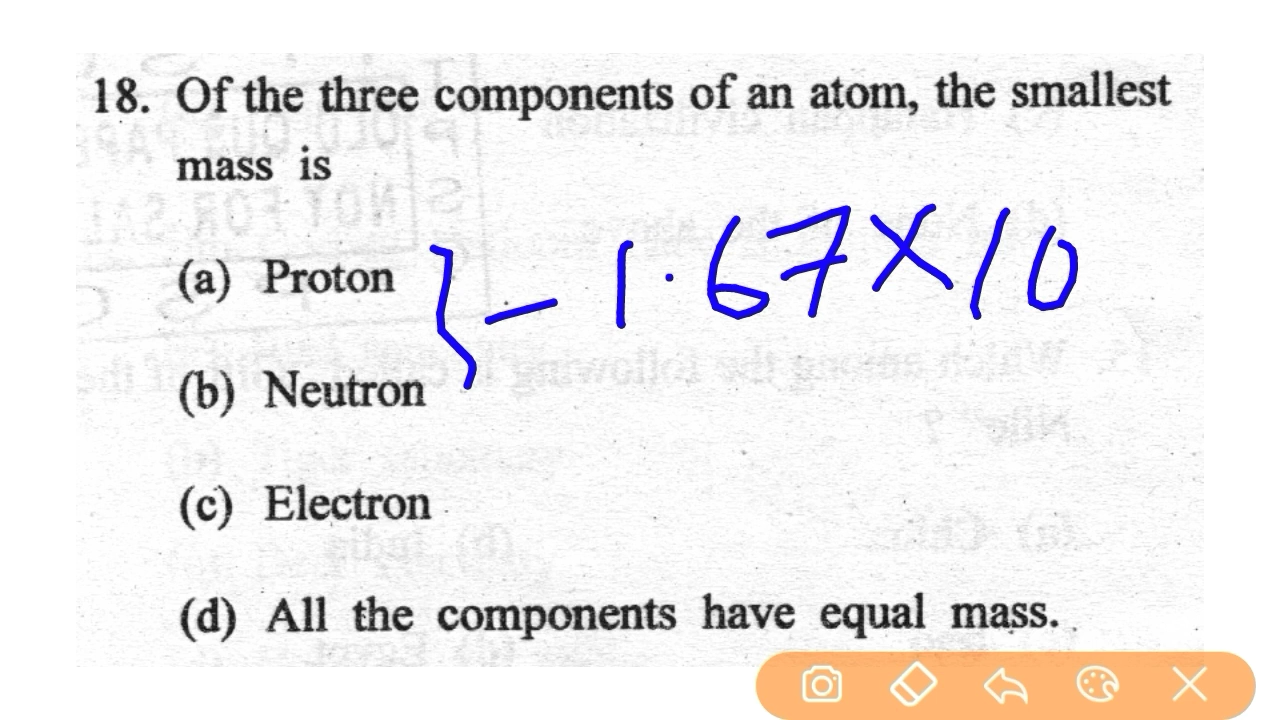 18. Of the three components of an atom, the smallest
mass is
(a) Proton
} - 1.67×10
(b) Neutron
(c) Electron
(d) All the components have equal mass.